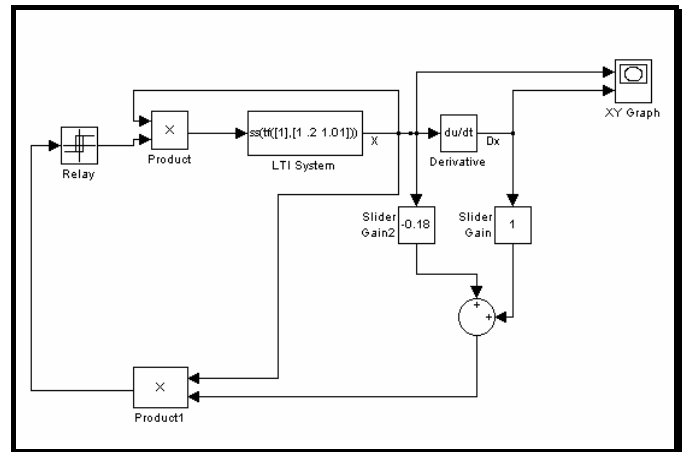 XY Graph
×
ss(tf([1],[1 .2 1.01]))
du/dt
X
Dx
Product
Derivative
Relay
LTI System
Slider
Gain2
-0.18
Slider
Gain
1
+
+
×
Product1